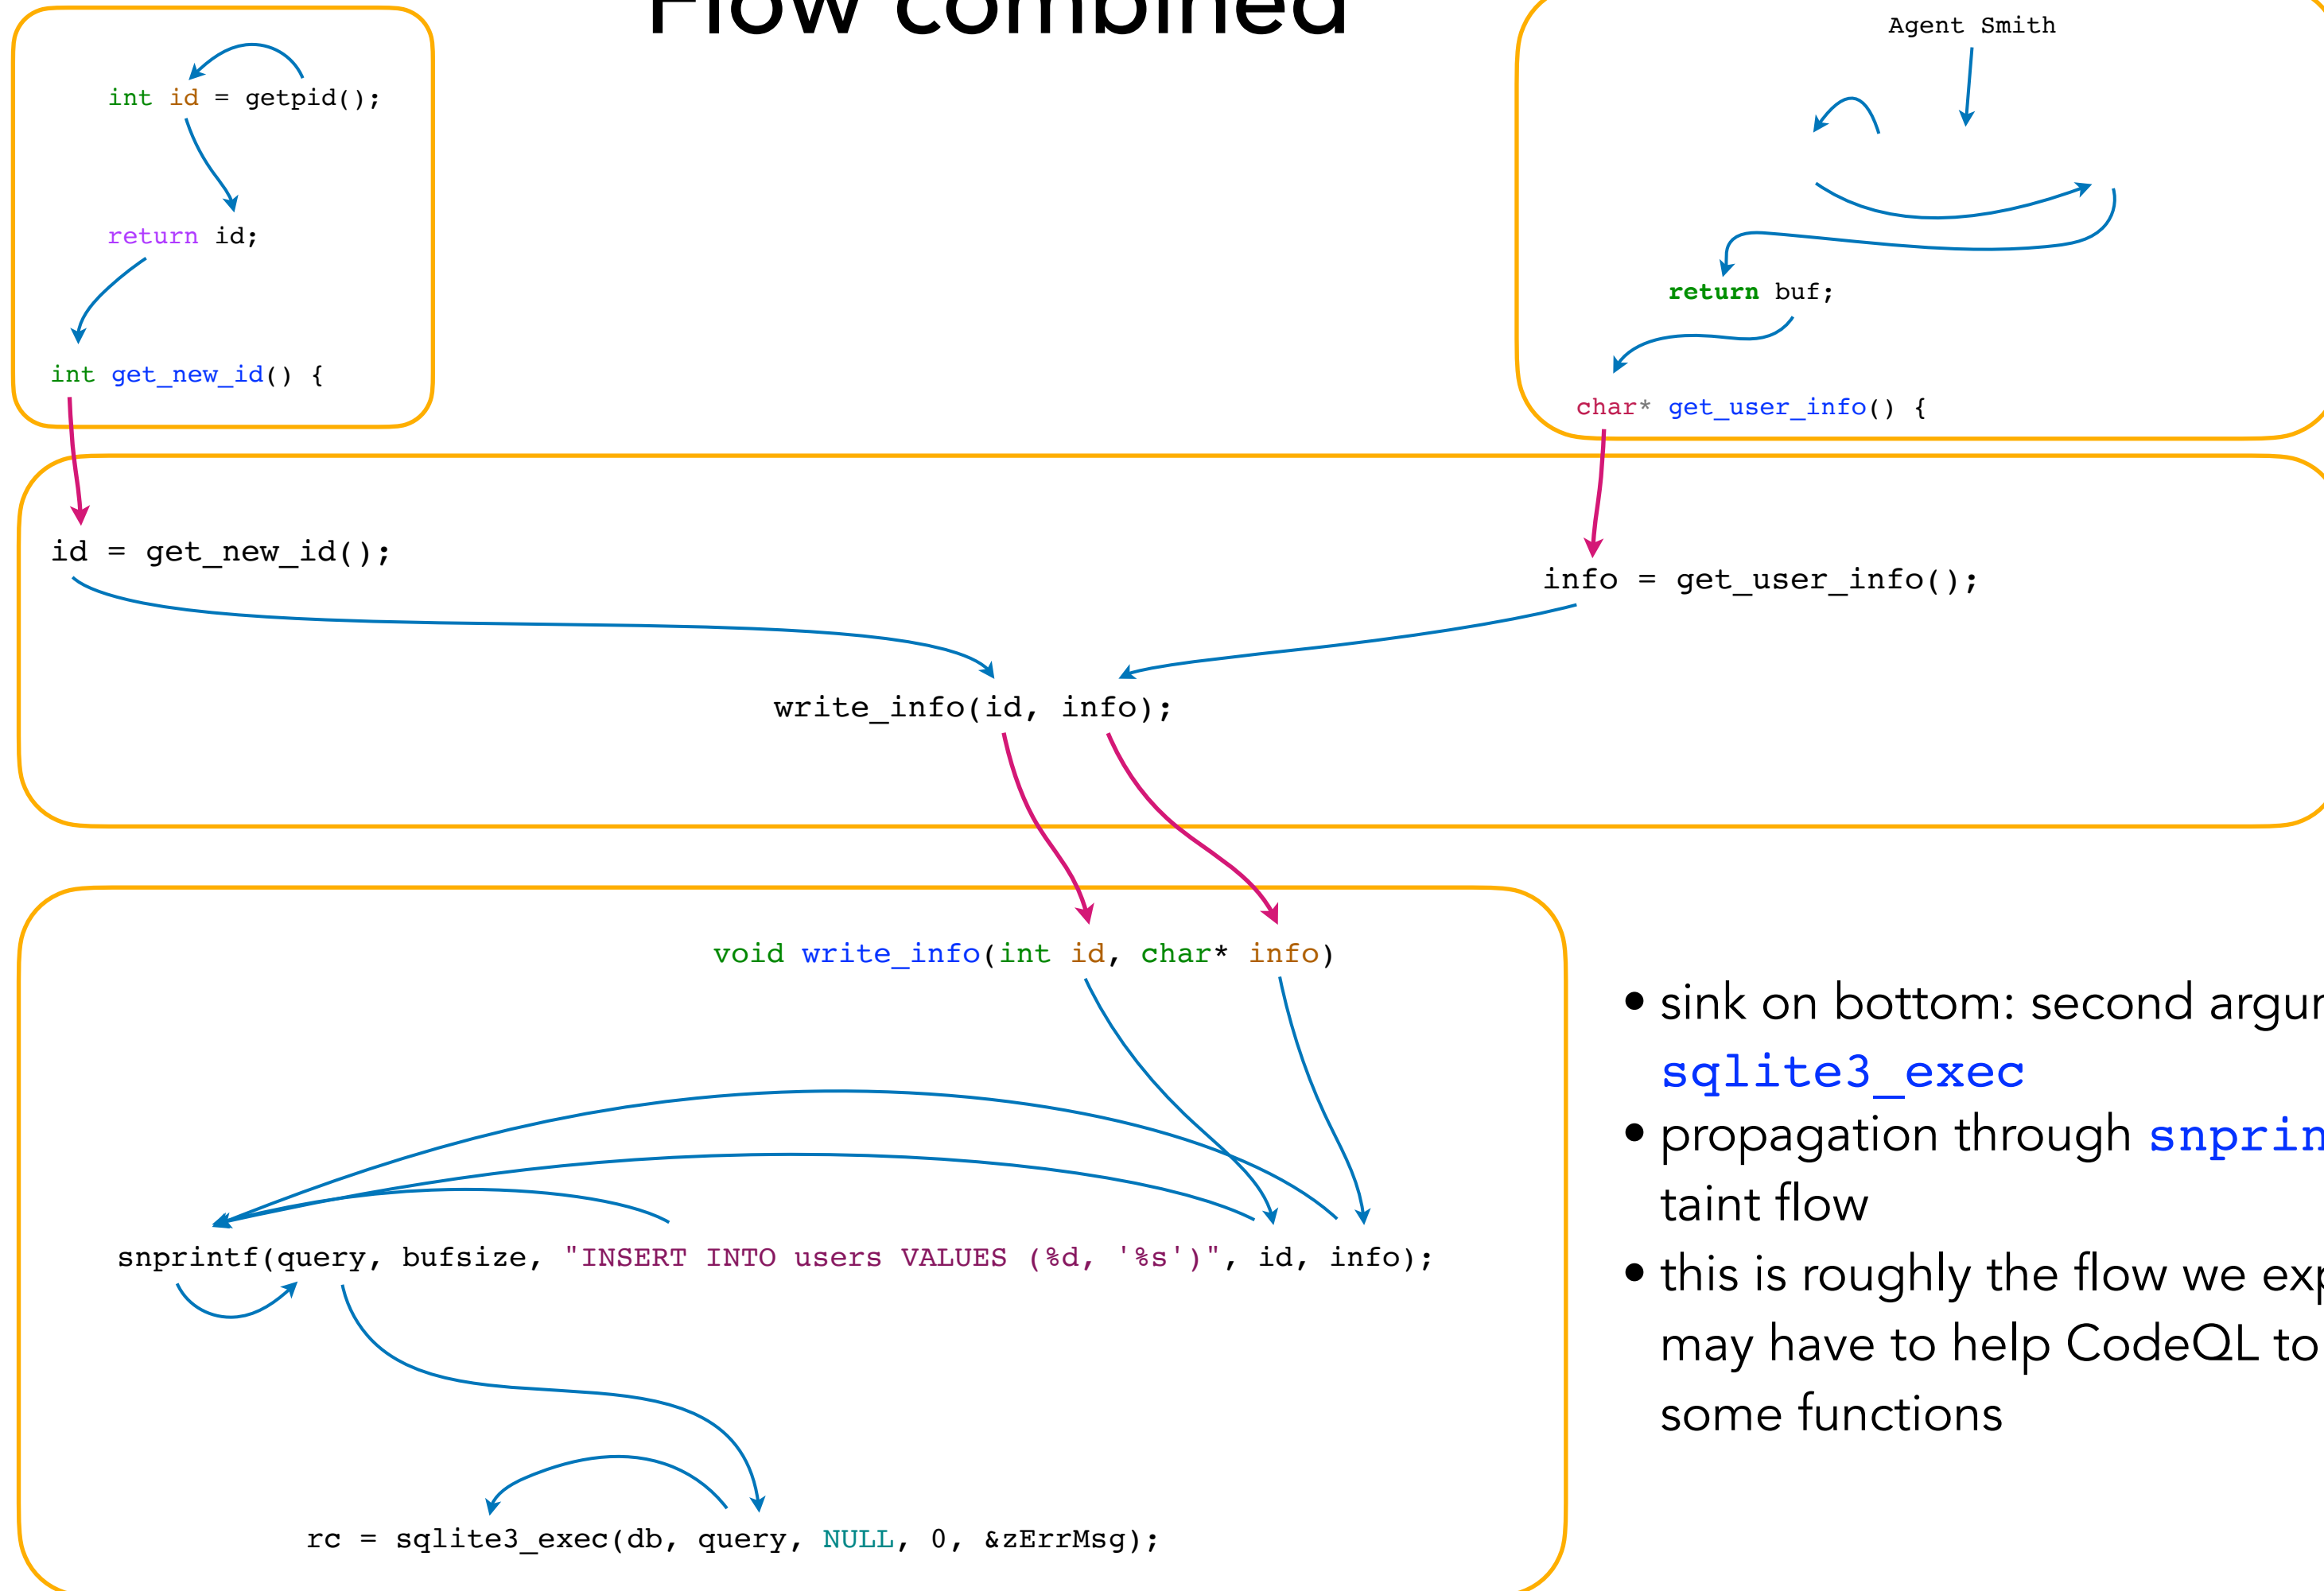 Flow combined
Agent Smith
int id = getpid();
return id;
return buf;
int get_new_id() {
char* get_user_info() {
id = get_new_id();
info = get_user_info();
write_info(id, info);
void write_info(int id, char* info)
snprintf(query, bufsize, "INSERT INTO users VALUES (%d, '%s')", id, info);
rc = sqlite3_exec(db, query, NULL, 0, &zErrMsg);
• sink on bottom: second
sqlite3_exec
• propagation through
taint flow
• this is roughly the flow we
may have to help CodeQL to
some functions